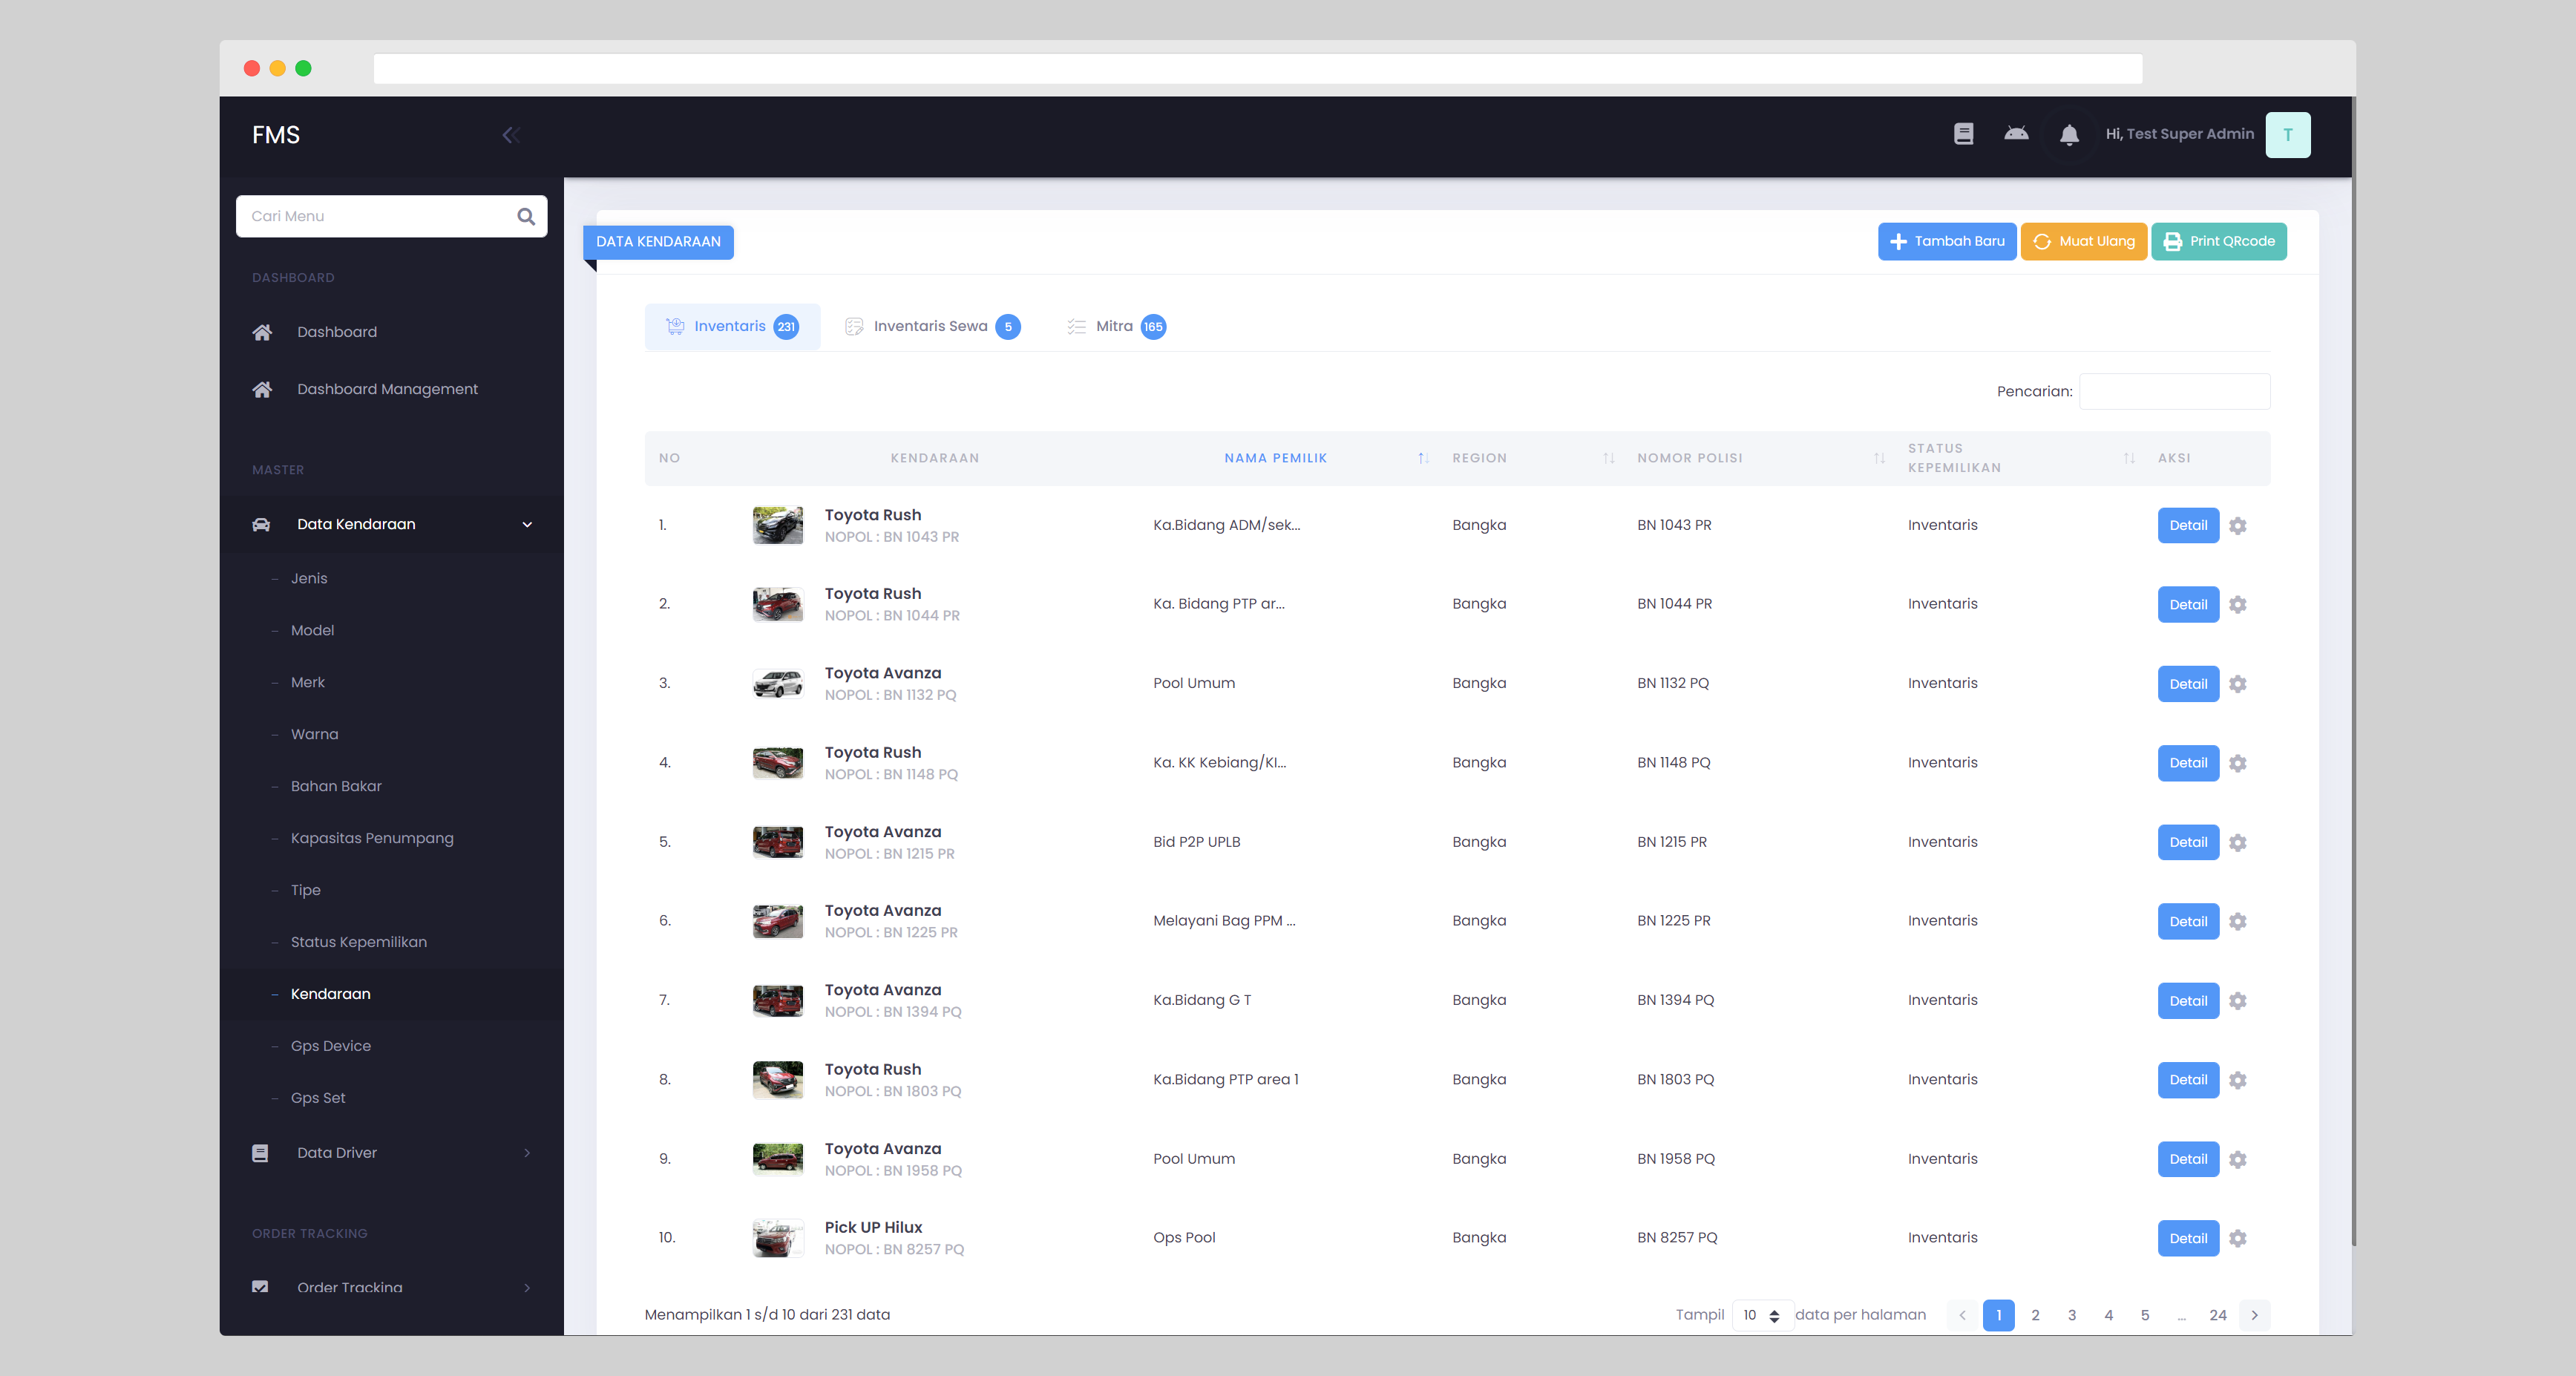 FMS
Hi, Test Super Admin
T
Cari Menu
DASHBOARD
Dashboard
Dashboard Management
MASTER
Data Kendaraan
Jenis
Model
Merk
Warna
Bahan Bakar
Kapasitas Penumpang
Tipe
Status Kepemilikan
Kendaraan
Gps Device
Gps Set
Data Driver
ORDER TRACKING
Order Tracking
DATA KENDARAAN
Tambah Baru
Muat Ulang
Print QRcode
Inventaris 231
Inventaris Sewa 5
Mitra 165
Pencarian:
NO KENDARAAN NAMA PEMILIK REGION NOMOR POLISI STATUS KEPEMILIKAN AKSI
1. Toyota Rush Ka.Bidang ADM/sek... Bangka BN 1043 PR Inventaris Detail
NOPOL : BN 1043 PR
2. Toyota Rush Ka. Bidang PTP ar... Bangka BN 1044 PR Inventaris Detail
NOPOL : BN 1044 PR
3. Toyota Avanza Pool Umum Bangka BN 1132 PQ Inventaris Detail
NOPOL : BN 1132 PQ
4. Toyota Rush Ka. KK Kebiang/Kl... Bangka BN 1148 PQ Inventaris Detail
NOPOL : BN 1148 PQ
5. Toyota Avanza Bid P2P UPLB Bangka BN 1215 PR Inventaris Detail
NOPOL : BN 1215 PR
6. Toyota Avanza Melayani Bag PPM ... Bangka BN 1225 PR Inventaris Detail
NOPOL : BN 1225 PR
7. Toyota Avanza Ka.Bidang G T Bangka BN 1394 PQ Inventaris Detail
NOPOL : BN 1394 PQ
8. Toyota Rush Ka.Bidang PTP area 1 Bangka BN 1803 PQ Inventaris Detail
NOPOL : BN 1803 PQ
9. Toyota Avanza Pool Umum Bangka BN 1958 PQ Inventaris Detail
NOPOL : BN 1958 PQ
10. Pick UP Hilux Ops Pool Bangka BN 8257 PQ Inventaris Detail
NOPOL : BN 8257 PQ
Menampilkan 1 s/d 10 dari 231 data
Tampil 10 data per halaman
1 2 3 4 5 ... 24